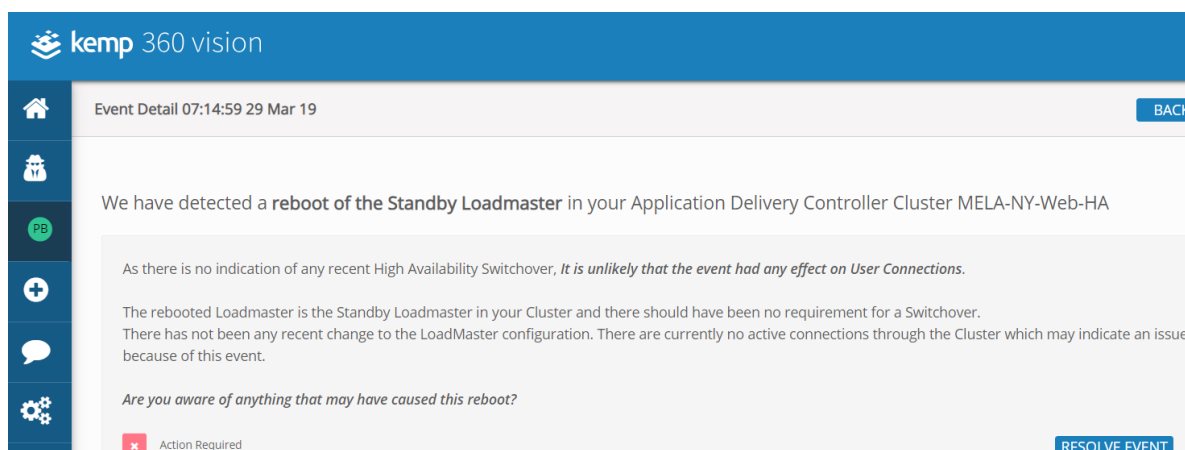 kemp 360 vision
Event Detail 07:14:59 29 Mar 19
BACK
We have detected a reboot of the Standby Loadmaster in your Application Delivery Controller Cluster MELA-NY-Web-HA
PB
As there is no indication of any recent High Availability Switchover, It is unlikely that the event had any effect on User Connections.
The rebooted Loadmaster is the Standby Loadmaster in your Cluster and there should have been no requirement for a Switchover.
There has not been any recent change to the LoadMaster configuration. There are currently no active connections through the Cluster which may indicate an issue
because of this event.
Are you aware of anything that may have caused this reboot?
Action Required
RESOLVE EVENT